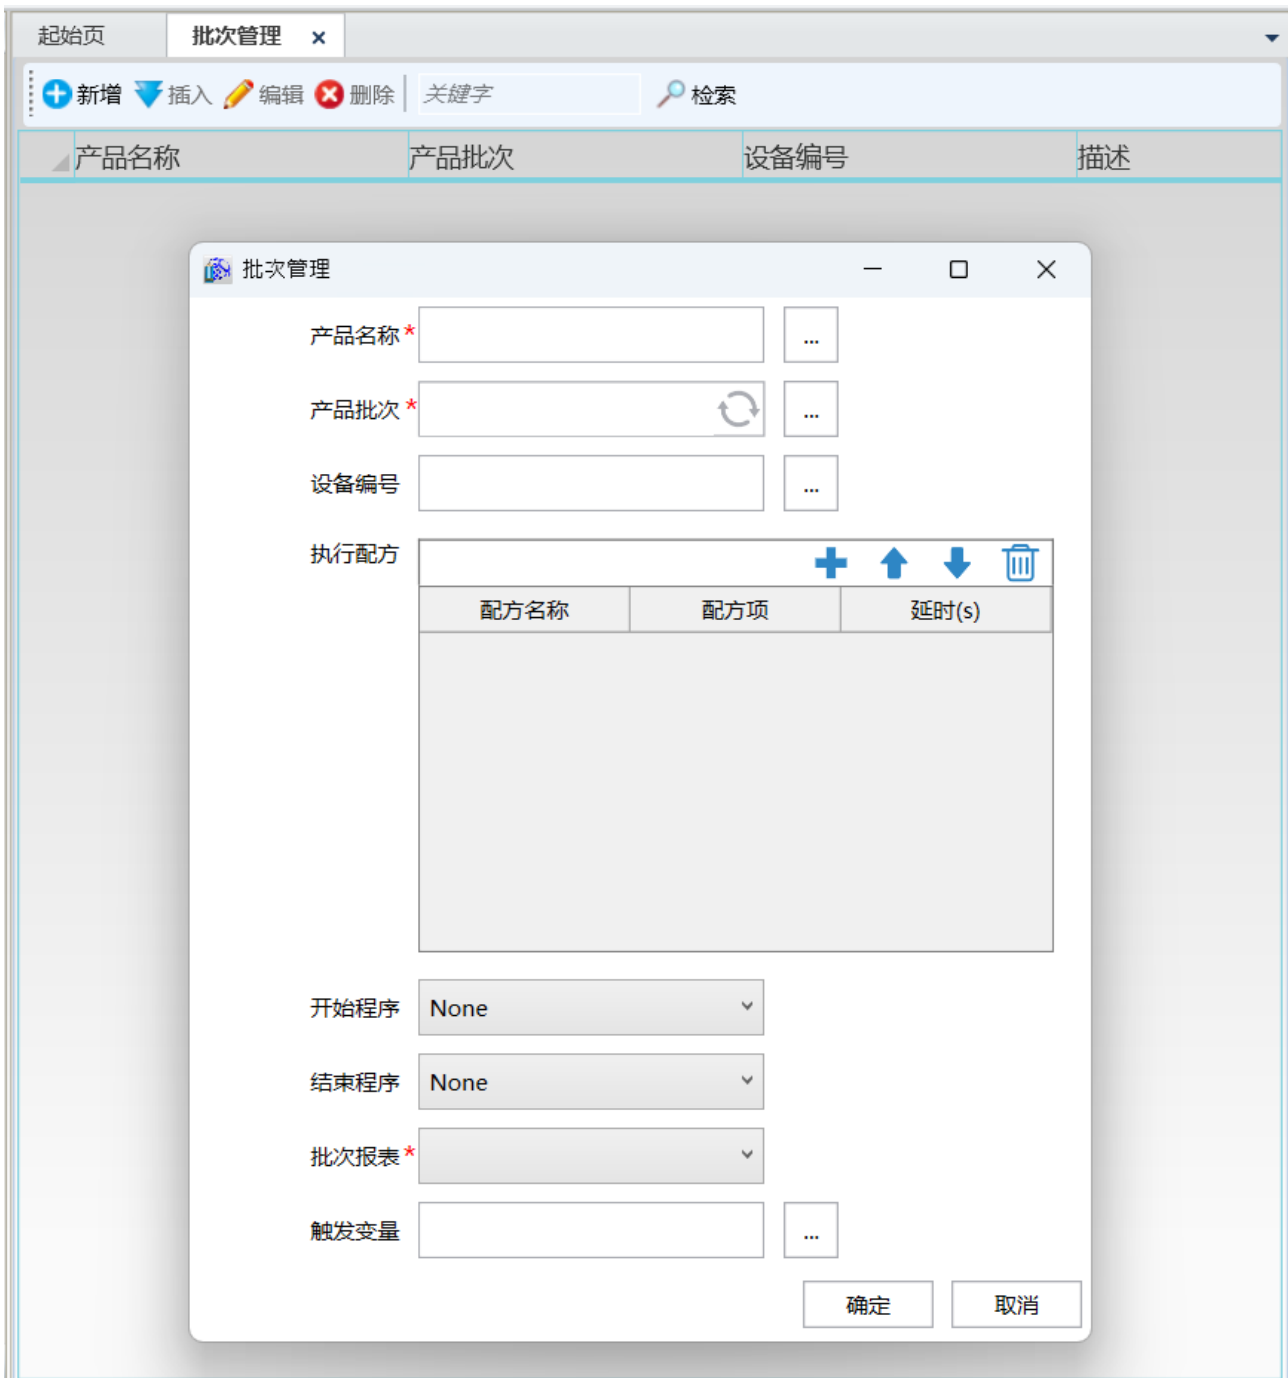 起始页 批次管理 x
新增 插入 编辑 删除 关键字 检索
产品名称 产品批次 设备编号 描述
批次管理
产品名称* ...
产品批次* ...
设备编号 ...
执行配方
配方名称 配方项 延时(s)
开始程序 None
结束程序 None
批次报表*
触发变量 ...
确定 取消